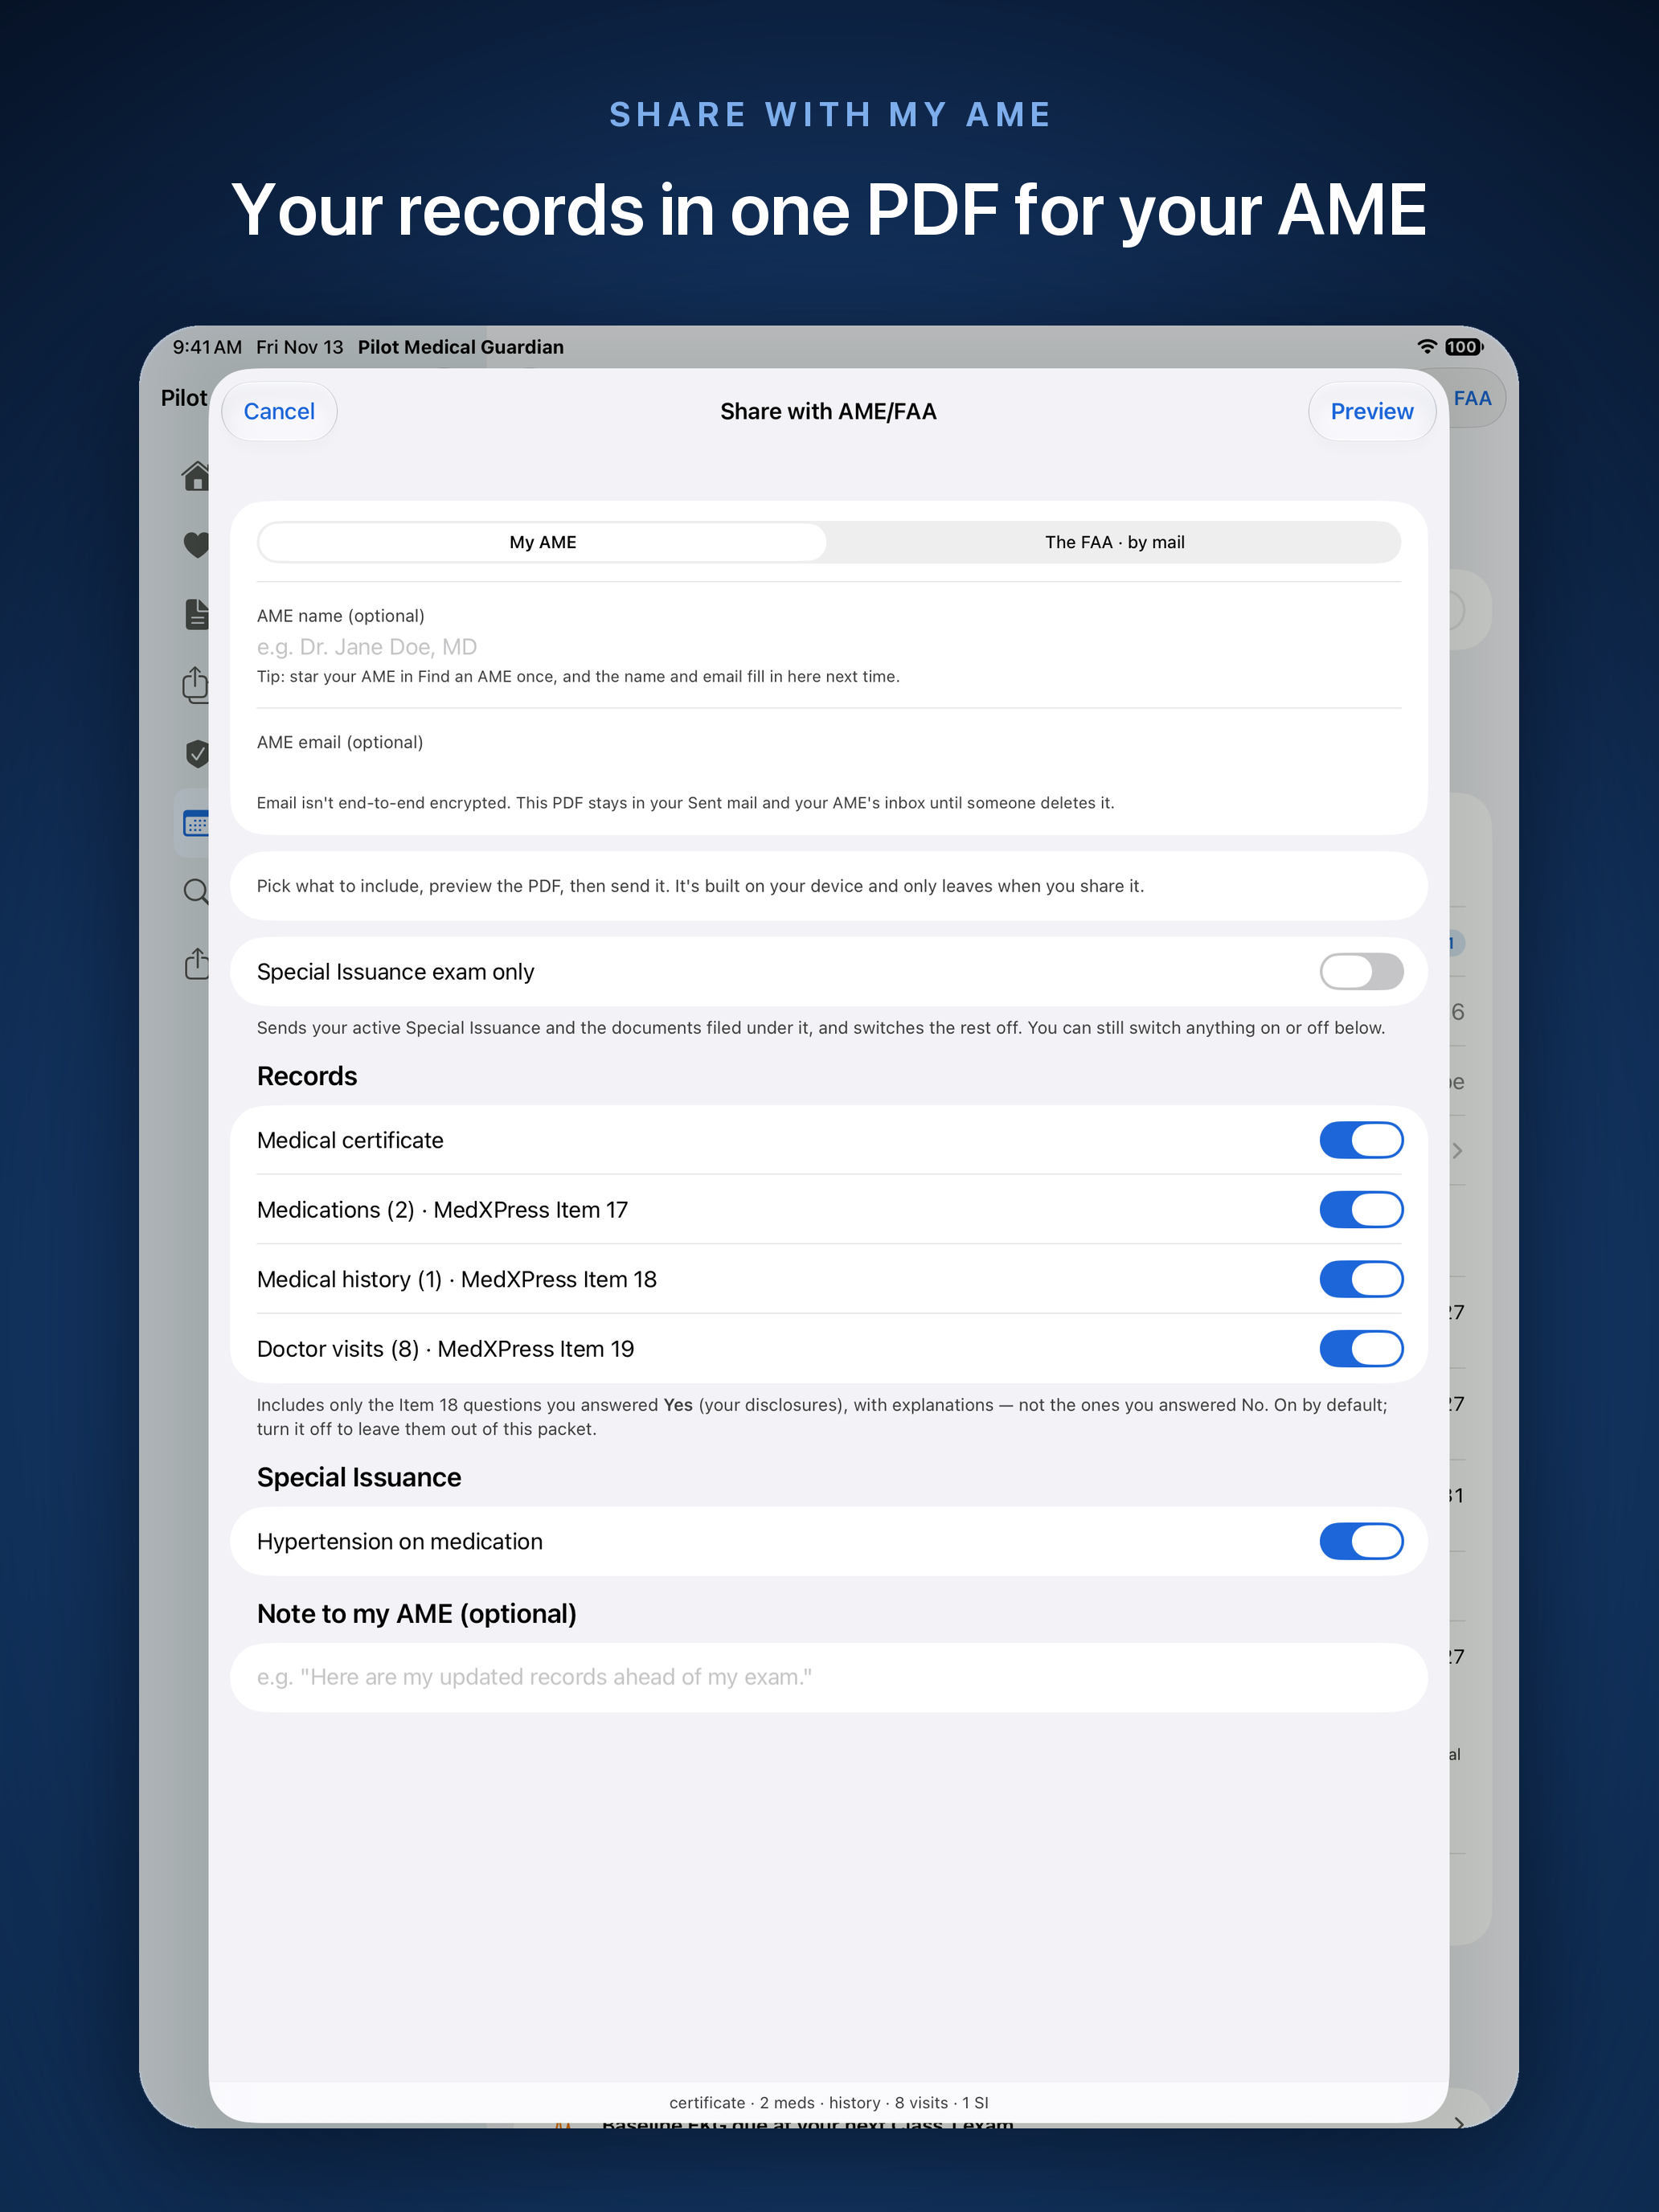 SHARE WITH MY AME
Your records in one PDF for your AME
9:41 AM Fri Nov 13 Pilot Medical Guardian
100
Pilot
FAA
Cancel
Share with AME/FAA
Preview
My AME
The FAA · by mail
AME name (optional)
e.g. Dr. Jane Doe, MD
Tip: star your AME in Find an AME once, and the name and email fill in here next time.
AME email (optional)
Email isn't end-to-end encrypted. This PDF stays in your Sent mail and your AME's inbox until someone deletes it.
Pick what to include, preview the PDF, then send it. It's built on your device and only leaves when you share it.
Special Issuance exam only
Sends your active Special Issuance and the documents filed under it, and switches the rest off. You can still switch anything on or off below.
Records
Medical certificate
Medications (2) · MedXPress Item 17
Medical history (1) · MedXPress Item 18
Doctor visits (8) · MedXPress Item 19
Includes only the Item 18 questions you answered Yes (your disclosures), with explanations — not the ones you answered No. On by default;
turn it off to leave them out of this packet.
Special Issuance
Hypertension on medication
Note to my AME (optional)
e.g. "Here are my updated records ahead of my exam."
certificate · 2 meds · history · 8 visits · 1 SI
Baseline EKG due at your next Class 1 exam